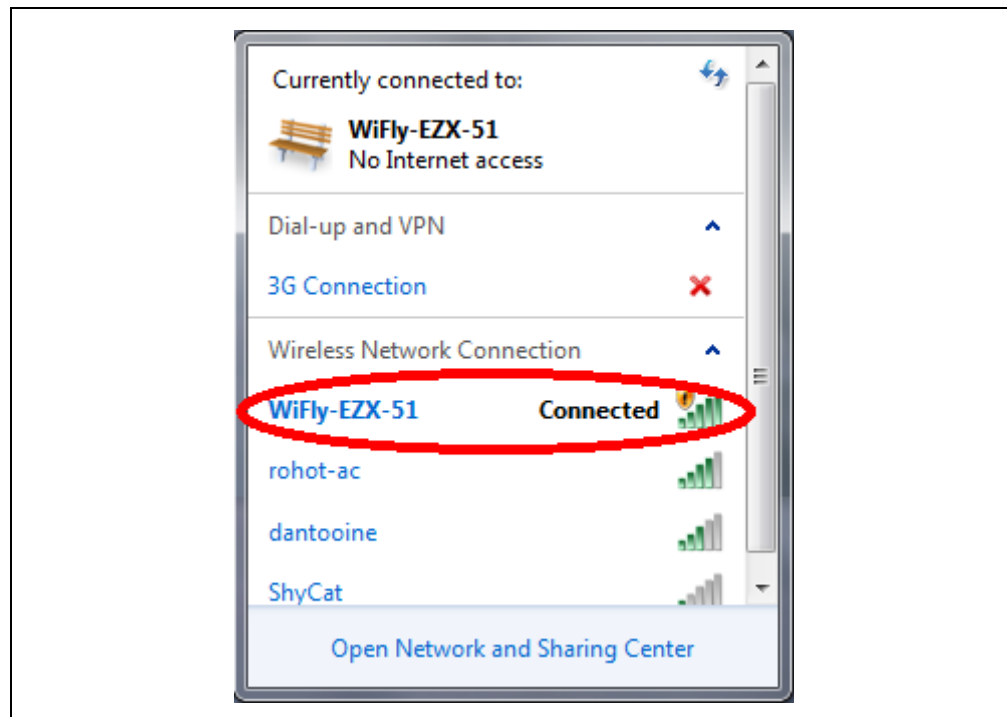 Currently connected to:
WiFly-EZX-51
No Internet access
Dial-up and VPN
3G Connection
Wireless Network Connection
WiFly-EZX-51 Connected
rohot-ac
dantooine
ShyCat
Open Network and Sharing Center